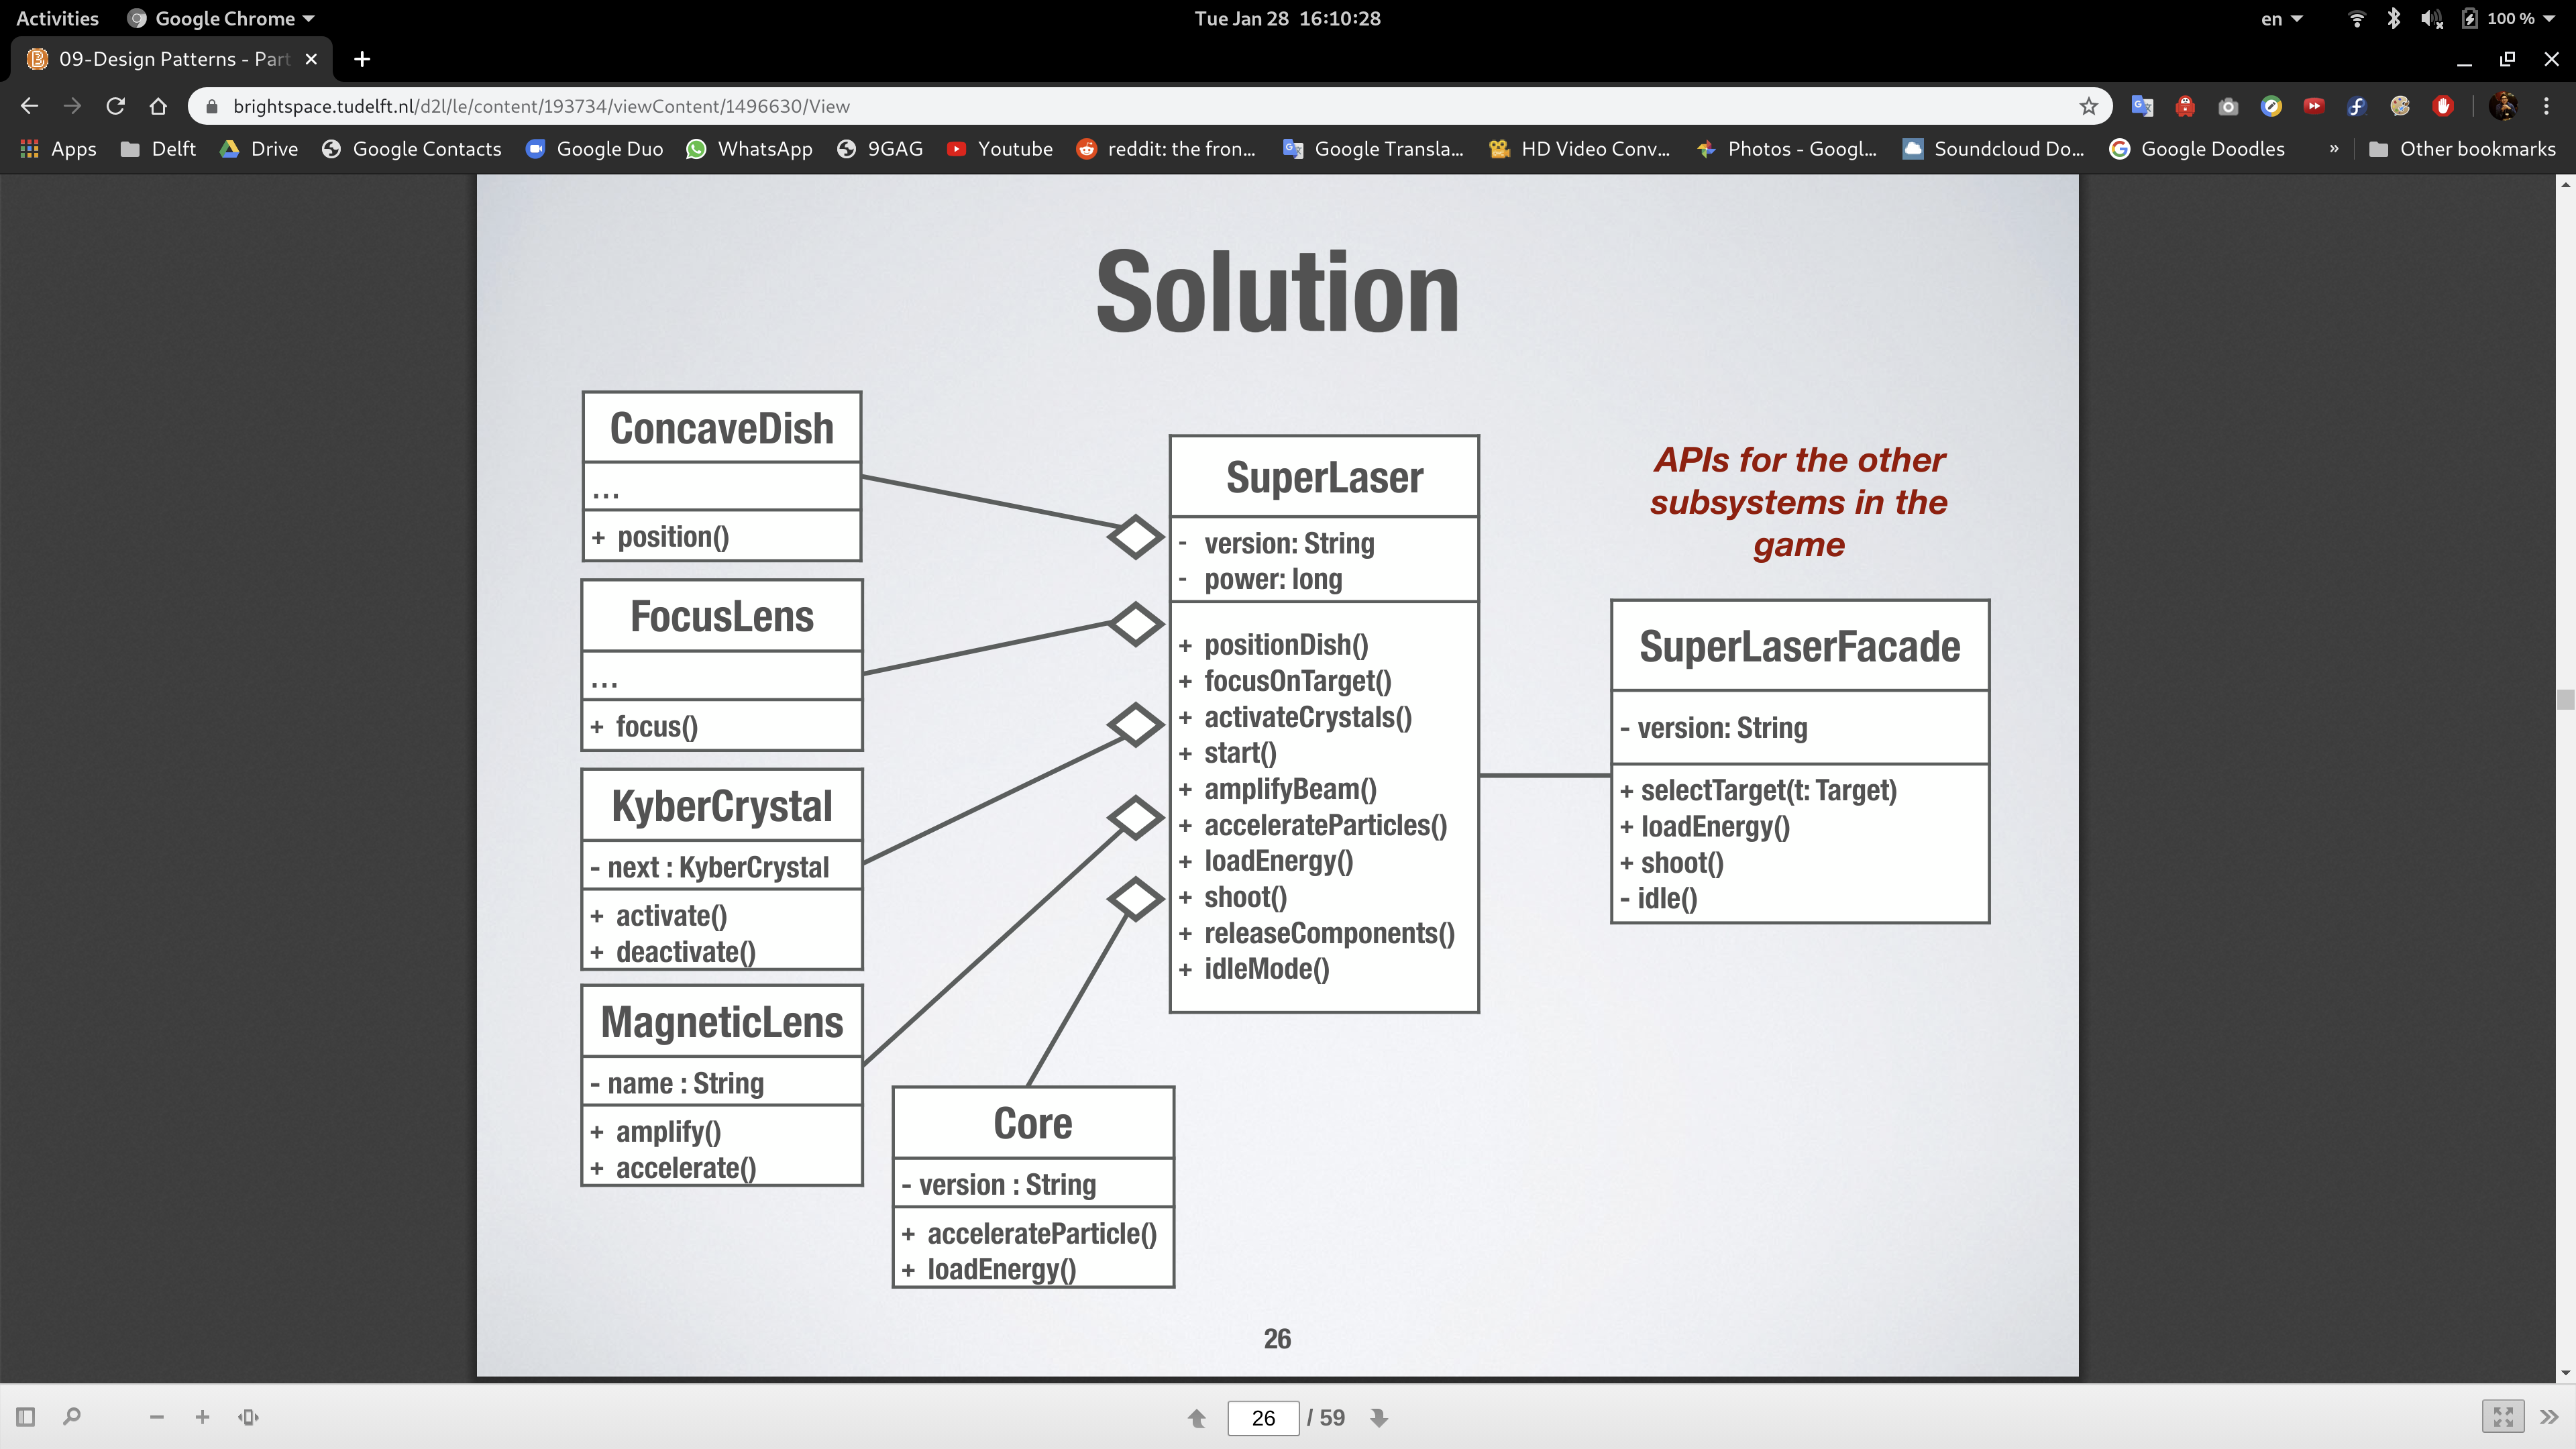 Activities Google Chrome Tue Jan 28 16:10:28 en 100 %
09-Design Patterns - Part
brightspace.tudelft.nl/d2l/le/content/193734/viewContent/1496630/View
Apps Delft Drive Google Contacts Google Duo WhatsApp 9GAG Youtube reddit: the fron... Google Transla... HD Video Conv... Photos - Googl... Soundcloud Do... Google Doodles » Other bookmarks
Solution
ConcaveDish
...
+ position()
FocusLens
...
+ focus()
KyberCrystal
- next : KyberCrystal
+ activate()
+ deactivate()
MagneticLens
- name : String
+ amplify()
+ accelerate()
Core
- version : String
+ accelerateParticle()
+ loadEnergy()
SuperLaser
- version: String
- power: long
+ positionDish()
+ focusOnTarget()
+ activateCrystals()
+ start()
+ amplifyBeam()
+ accelerateParticles()
+ loadEnergy()
+ shoot()
+ releaseComponents()
+ idleMode()
APIs for the other
subsystems in the
game
SuperLaserFacade
- version: String
+ selectTarget(t: Target)
+ loadEnergy()
+ shoot()
- idle()
26
26 / 59